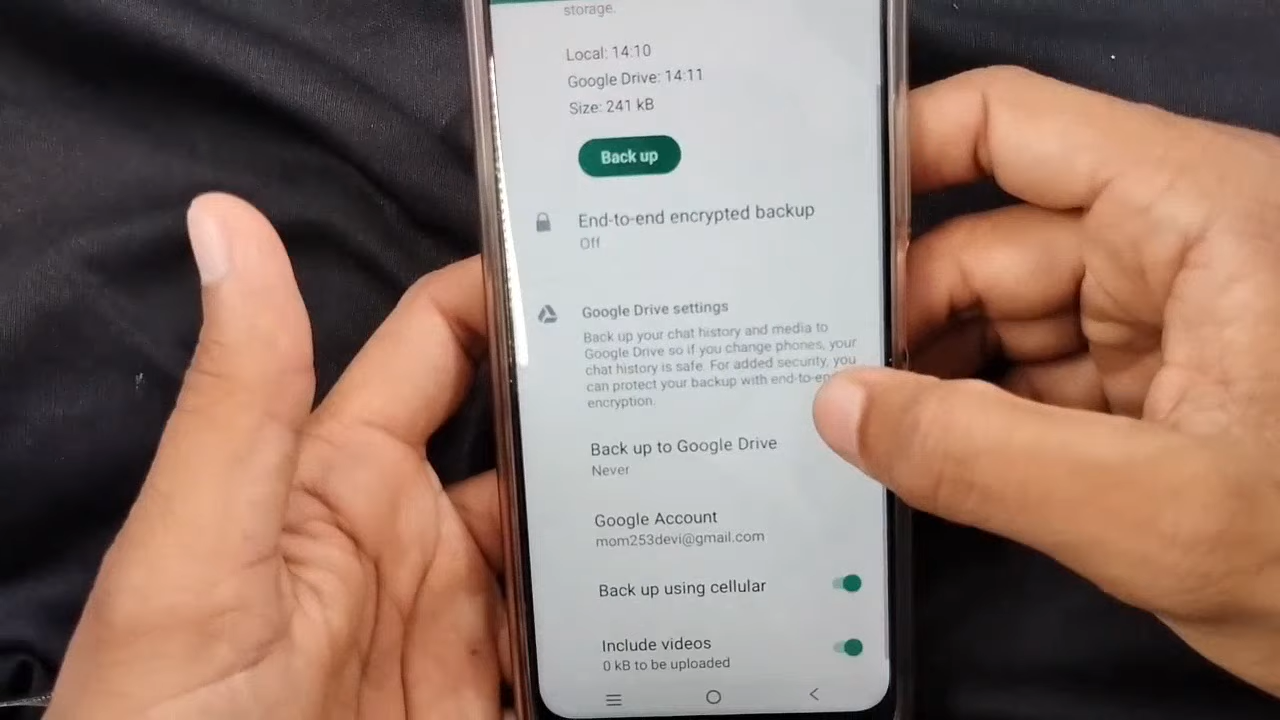 storage.
Local: 14:10
Google Drive: 14:11
Size: 241 kB
Back up
End-to-end encrypted backup
Off
Google Drive settings
Back up your chat history and media to
Google Drive so if you change phones, your
chat history is safe. For added security, you
can protect your backup with end-to-en
encryption.
Back up to Google Drive
Never
Google Account
mom253devi@gmail.com
Back up using cellular
Include videos
0 kB to be uploaded